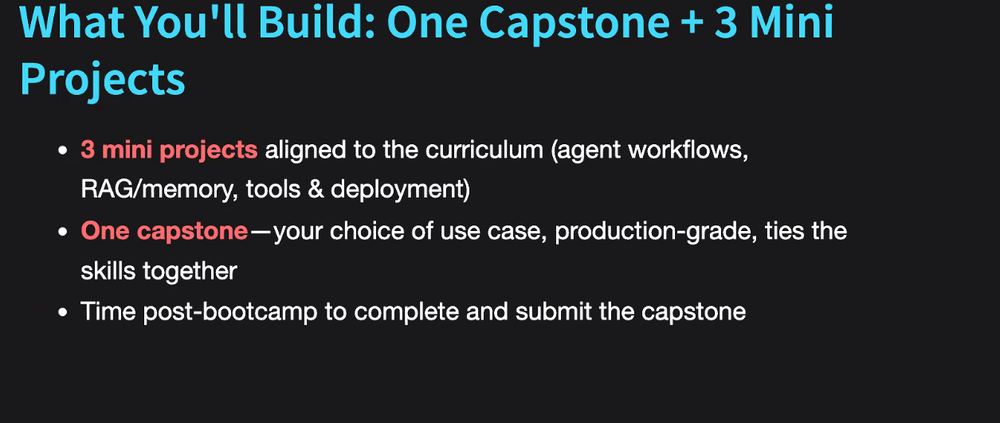 What You'll Build: One Capstone + 3 Mini
Projects
• 3 mini projects aligned to the curriculum (agent workflows,
RAG/memory, tools & deployment)
• One capstone—your choice of use case, production-grade, ties the
skills together
• Time post-bootcamp to complete and submit the capstone